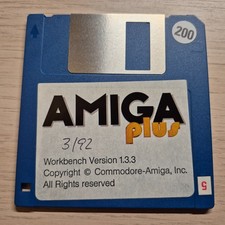 200
AMIGA
plus
3/92
Workbench Version 1.3.3
Copyright © Commodore-Amiga, Inc.
All Rights reserved
5